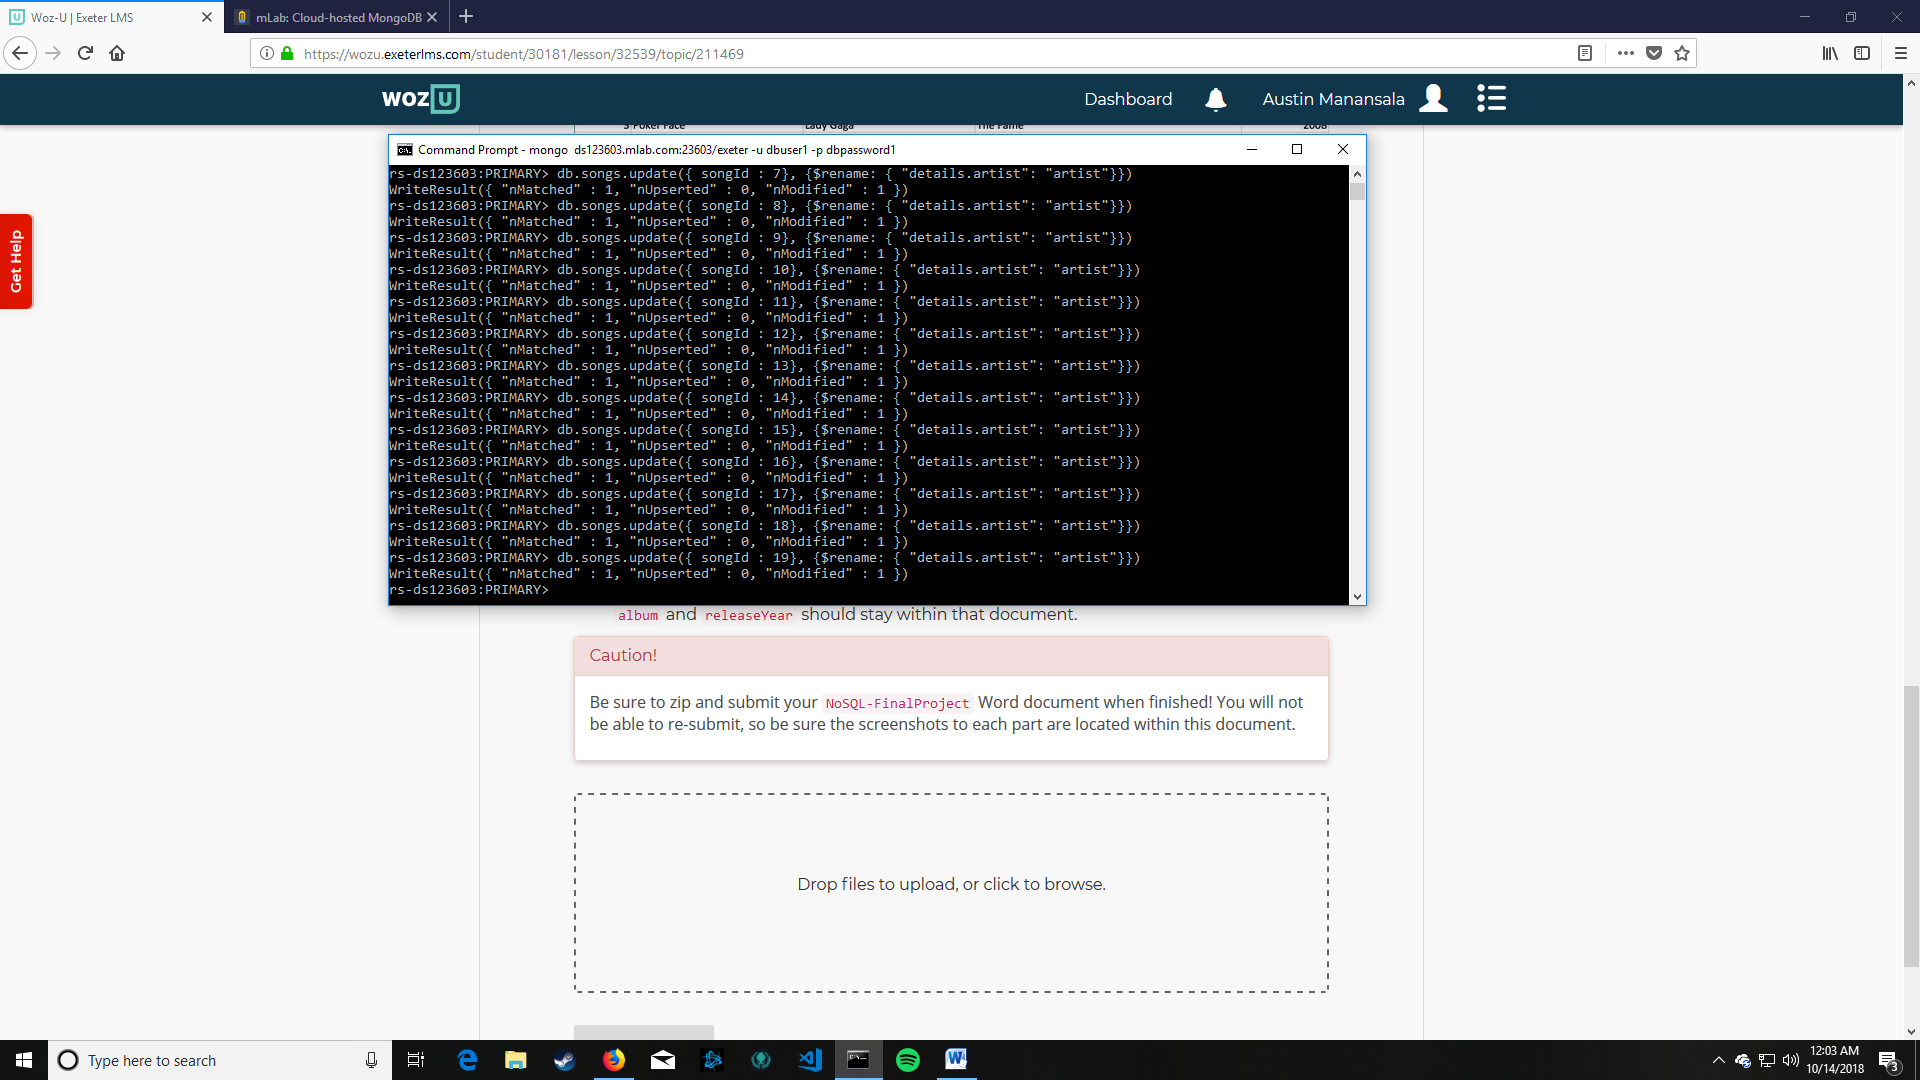 Woz-U | Exeter LMS
mLab: Cloud-hosted MongoDB
https://wozu.exeterlms.com/student/30181/lesson/32539/topic/211469
woz U
Dashboard
Austin Manansala
3 Poker Face Lady Gaga The Fame 2008
Get Help
Command Prompt - mongo  ds123603.mlab.com:23603/exeter -u dbuser1 -p dbpassword1
rs-ds123603:PRIMARY> db.songs.update({ songId : 7}, {$rename: { "details.artist": "artist"}})
WriteResult({ "nMatched" : 1, "nUpserted" : 0, "nModified" : 1 })
rs-ds123603:PRIMARY> db.songs.update({ songId : 8}, {$rename: { "details.artist": "artist"}})
WriteResult({ "nMatched" : 1, "nUpserted" : 0, "nModified" : 1 })
rs-ds123603:PRIMARY> db.songs.update({ songId : 9}, {$rename: { "details.artist": "artist"}})
WriteResult({ "nMatched" : 1, "nUpserted" : 0, "nModified" : 1 })
rs-ds123603:PRIMARY> db.songs.update({ songId : 10}, {$rename: { "details.artist": "artist"}})
WriteResult({ "nMatched" : 1, "nUpserted" : 0, "nModified" : 1 })
rs-ds123603:PRIMARY> db.songs.update({ songId : 11}, {$rename: { "details.artist": "artist"}})
WriteResult({ "nMatched" : 1, "nUpserted" : 0, "nModified" : 1 })
rs-ds123603:PRIMARY> db.songs.update({ songId : 12}, {$rename: { "details.artist": "artist"}})
WriteResult({ "nMatched" : 1, "nUpserted" : 0, "nModified" : 1 })
rs-ds123603:PRIMARY> db.songs.update({ songId : 13}, {$rename: { "details.artist": "artist"}})
WriteResult({ "nMatched" : 1, "nUpserted" : 0, "nModified" : 1 })
rs-ds123603:PRIMARY> db.songs.update({ songId : 14}, {$rename: { "details.artist": "artist"}})
WriteResult({ "nMatched" : 1, "nUpserted" : 0, "nModified" : 1 })
rs-ds123603:PRIMARY> db.songs.update({ songId : 15}, {$rename: { "details.artist": "artist"}})
WriteResult({ "nMatched" : 1, "nUpserted" : 0, "nModified" : 1 })
rs-ds123603:PRIMARY> db.songs.update({ songId : 16}, {$rename: { "details.artist": "artist"}})
WriteResult({ "nMatched" : 1, "nUpserted" : 0, "nModified" : 1 })
rs-ds123603:PRIMARY> db.songs.update({ songId : 17}, {$rename: { "details.artist": "artist"}})
WriteResult({ "nMatched" : 1, "nUpserted" : 0, "nModified" : 1 })
rs-ds123603:PRIMARY> db.songs.update({ songId : 18}, {$rename: { "details.artist": "artist"}})
WriteResult({ "nMatched" : 1, "nUpserted" : 0, "nModified" : 1 })
rs-ds123603:PRIMARY> db.songs.update({ songId : 19}, {$rename: { "details.artist": "artist"}})
WriteResult({ "nMatched" : 1, "nUpserted" : 0, "nModified" : 1 })
rs-ds123603:PRIMARY>
album and releaseYear should stay within that document.
Caution!
Be sure to zip and submit your NoSQL-FinalProject Word document when finished! You will not
be able to re-submit, so be sure the screenshots to each part are located within this document.
Drop files to upload, or click to browse.
Type here to search
12:03 AM
10/14/2018
3